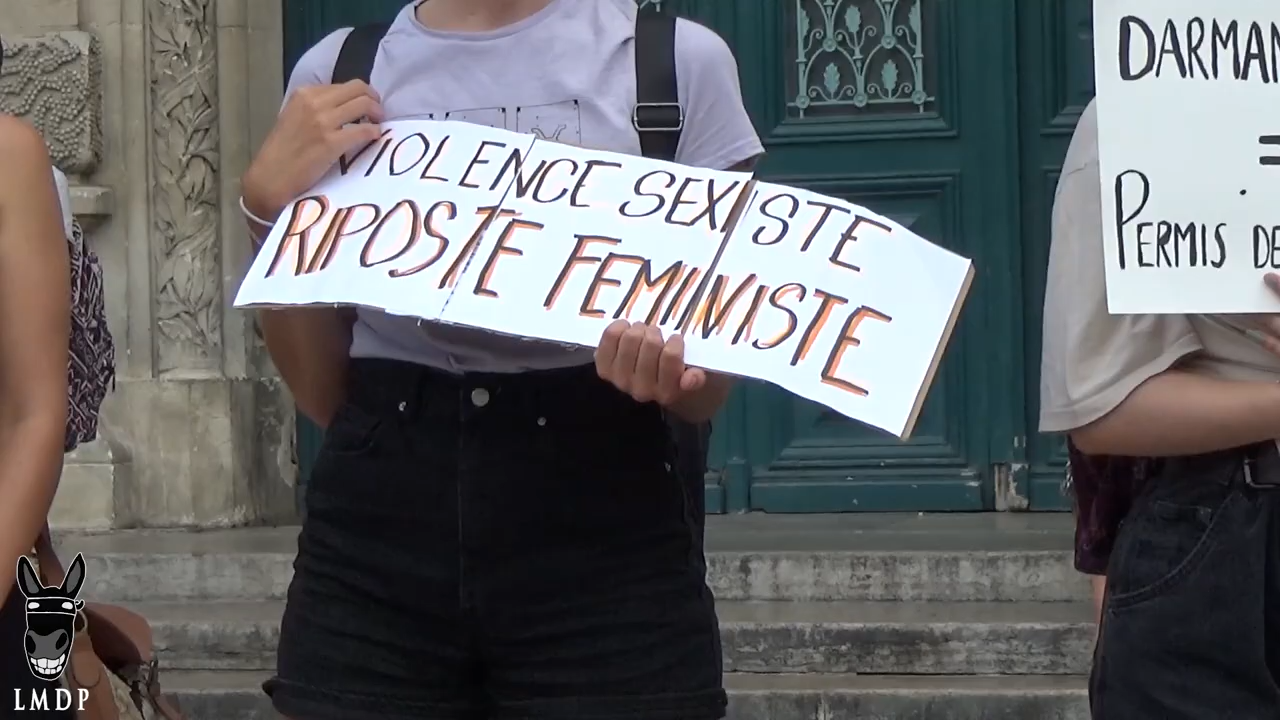 VIOLENCE SEXISTE
RIPOSTE FEMINISTE
DARMAN
=
PERMIS DE
LMDP